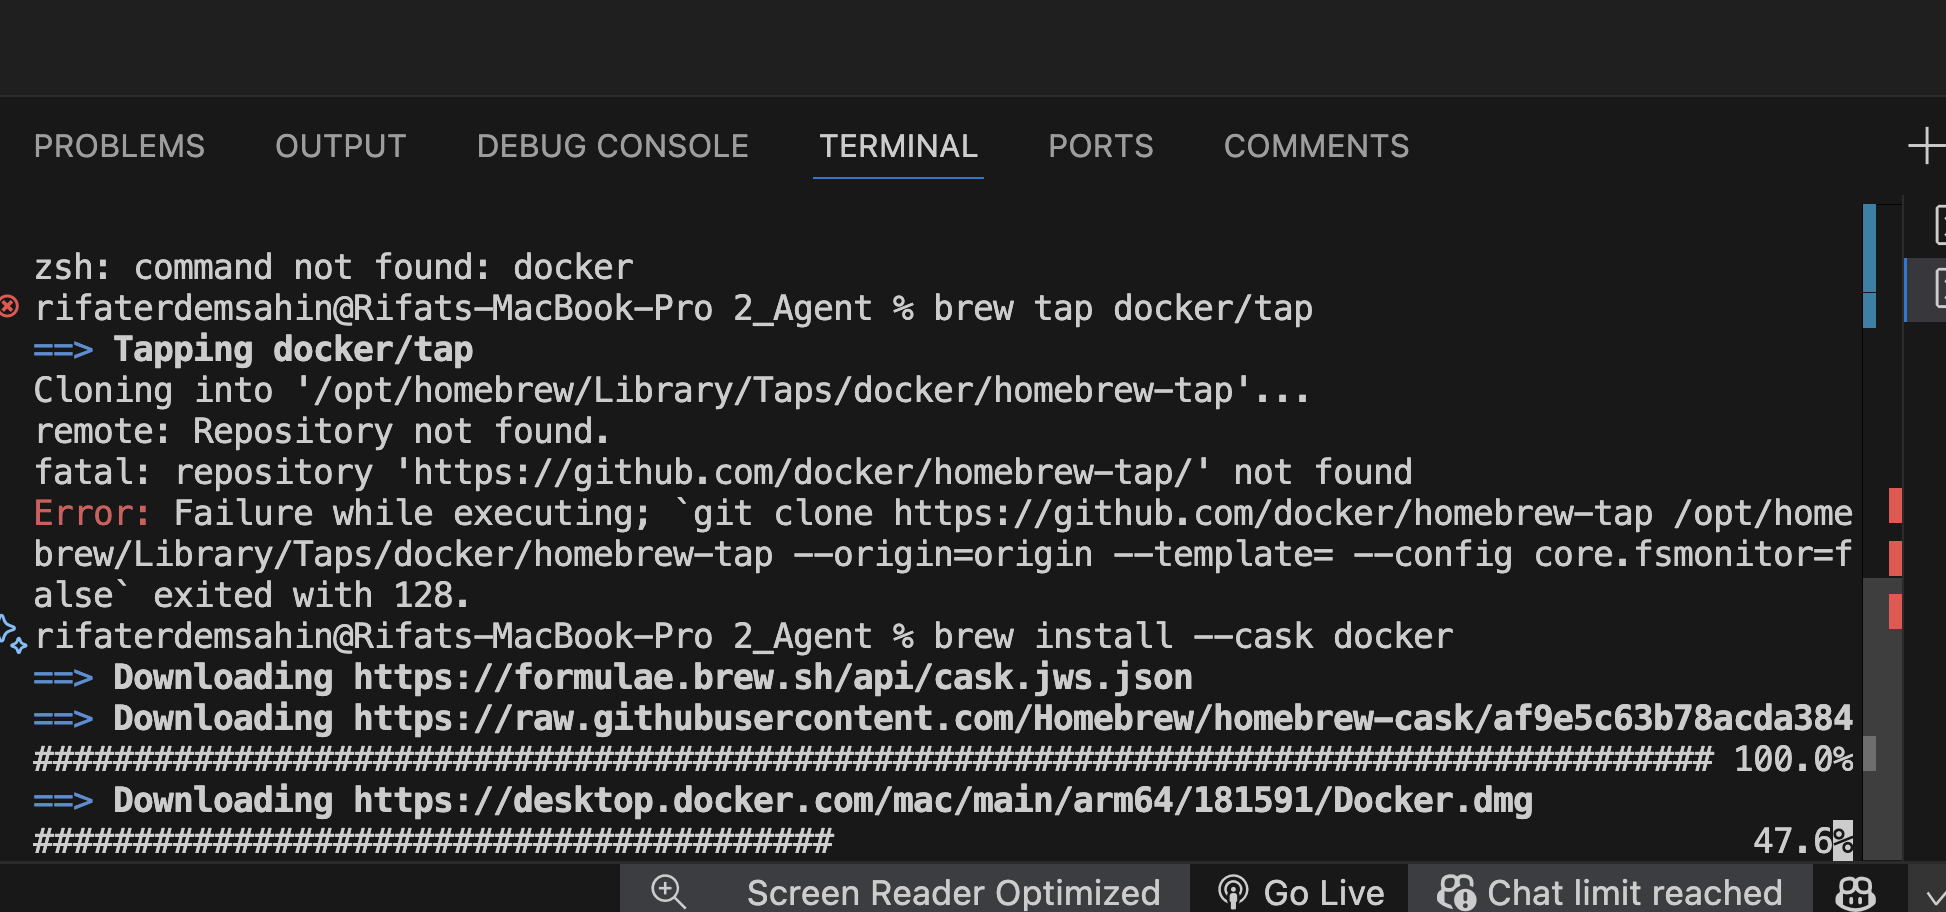 PROBLEMS OUTPUT DEBUG CONSOLE TERMINAL PORTS COMMENTS
zsh: command not found: docker
rifaterdemsahin@Rifats-MacBook-Pro 2_Agent % brew tap docker/tap
==> Tapping docker/tap
Cloning into '/opt/homebrew/Library/Taps/docker/homebrew-tap'...
remote: Repository not found.
fatal: repository 'https://github.com/docker/homebrew-tap/' not found
Error: Failure while executing; `git clone https://github.com/docker/homebrew-tap /opt/home
brew/Library/Taps/docker/homebrew-tap --origin=origin --template= --config core.fsmonitor=f
alse` exited with 128.
rifaterdemsahin@Rifats-MacBook-Pro 2_Agent % brew install --cask docker
==> Downloading https://formulae.brew.sh/api/cask.jws.json
==> Downloading https://raw.githubusercontent.com/Homebrew/homebrew-cask/af9e5c63b78acda384
#################################################################################### 100.0%
==> Downloading https://desktop.docker.com/mac/main/arm64/181591/Docker.dmg
######################################## 47.6%
Screen Reader Optimized Go Live Chat limit reached